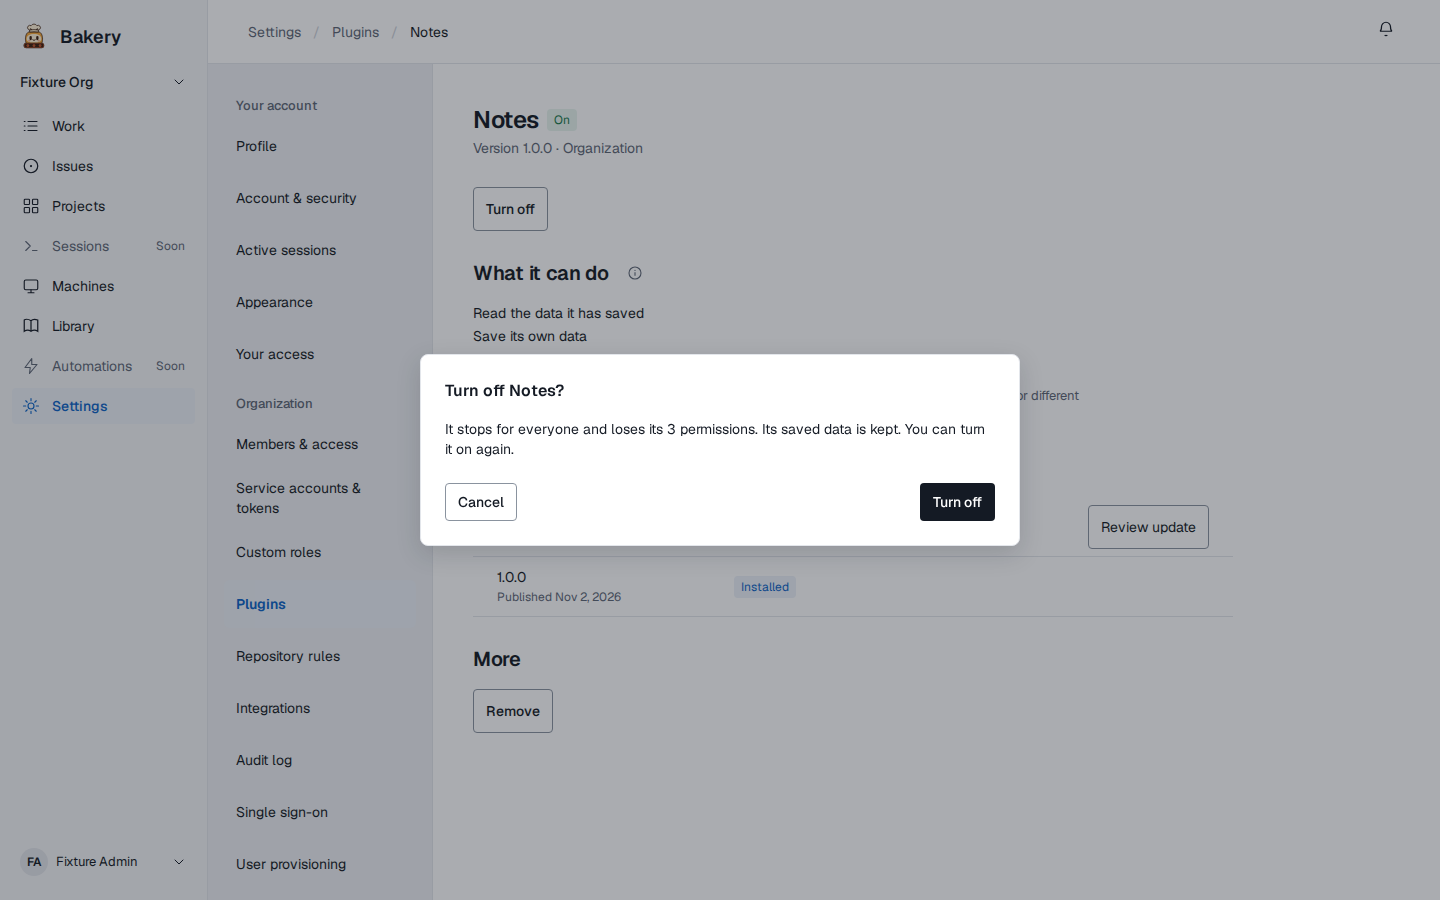 Bakery
Fixture Org
Work
Issues
Projects
Sessions Soon
Machines
Library
Automations Soon
Settings
FA Fixture Admin
Settings / Plugins / Notes
Your account
Profile
Account & security
Active sessions
Appearance
Your access
Organization
Members & access
Service accounts &
tokens
Custom roles
Plugins
Repository rules
Integrations
Audit log
Single sign-on
User provisioning
Notes On
Version 1.0.0 · Organization
Turn off
What it can do
Read the data it has saved
Save its own data
or different
Turn off Notes?
It stops for everyone and loses its 3 permissions. Its saved data is kept. You can turn
it on again.
Cancel
Turn off
Review update
1.0.0
Published Nov 2, 2026
Installed
More
Remove